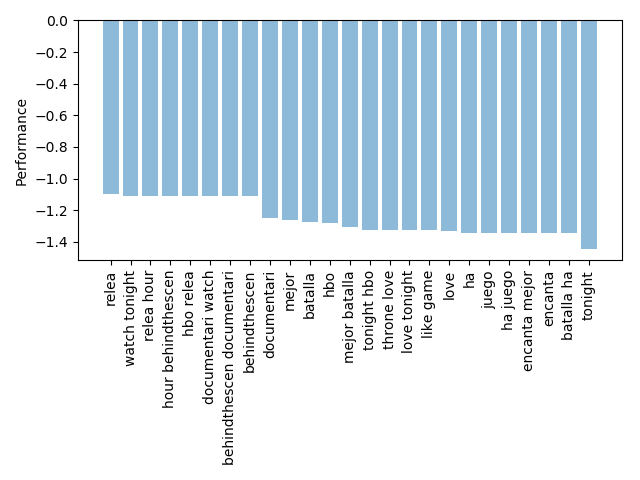 0.0
−0.2
−0.4
−0.6
−0.8
−1.0
−1.2
−1.4
Performance
relea
watch tonight
relea hour
hour behindthescen
hbo relea
documentari watch
behindthescen documentari
behindthescen
documentari
mejor
batalla
hbo
mejor batalla
tonight hbo
throne love
love tonight
like game
love
ha
juego
ha juego
encanta mejor
encanta
batalla ha
tonight